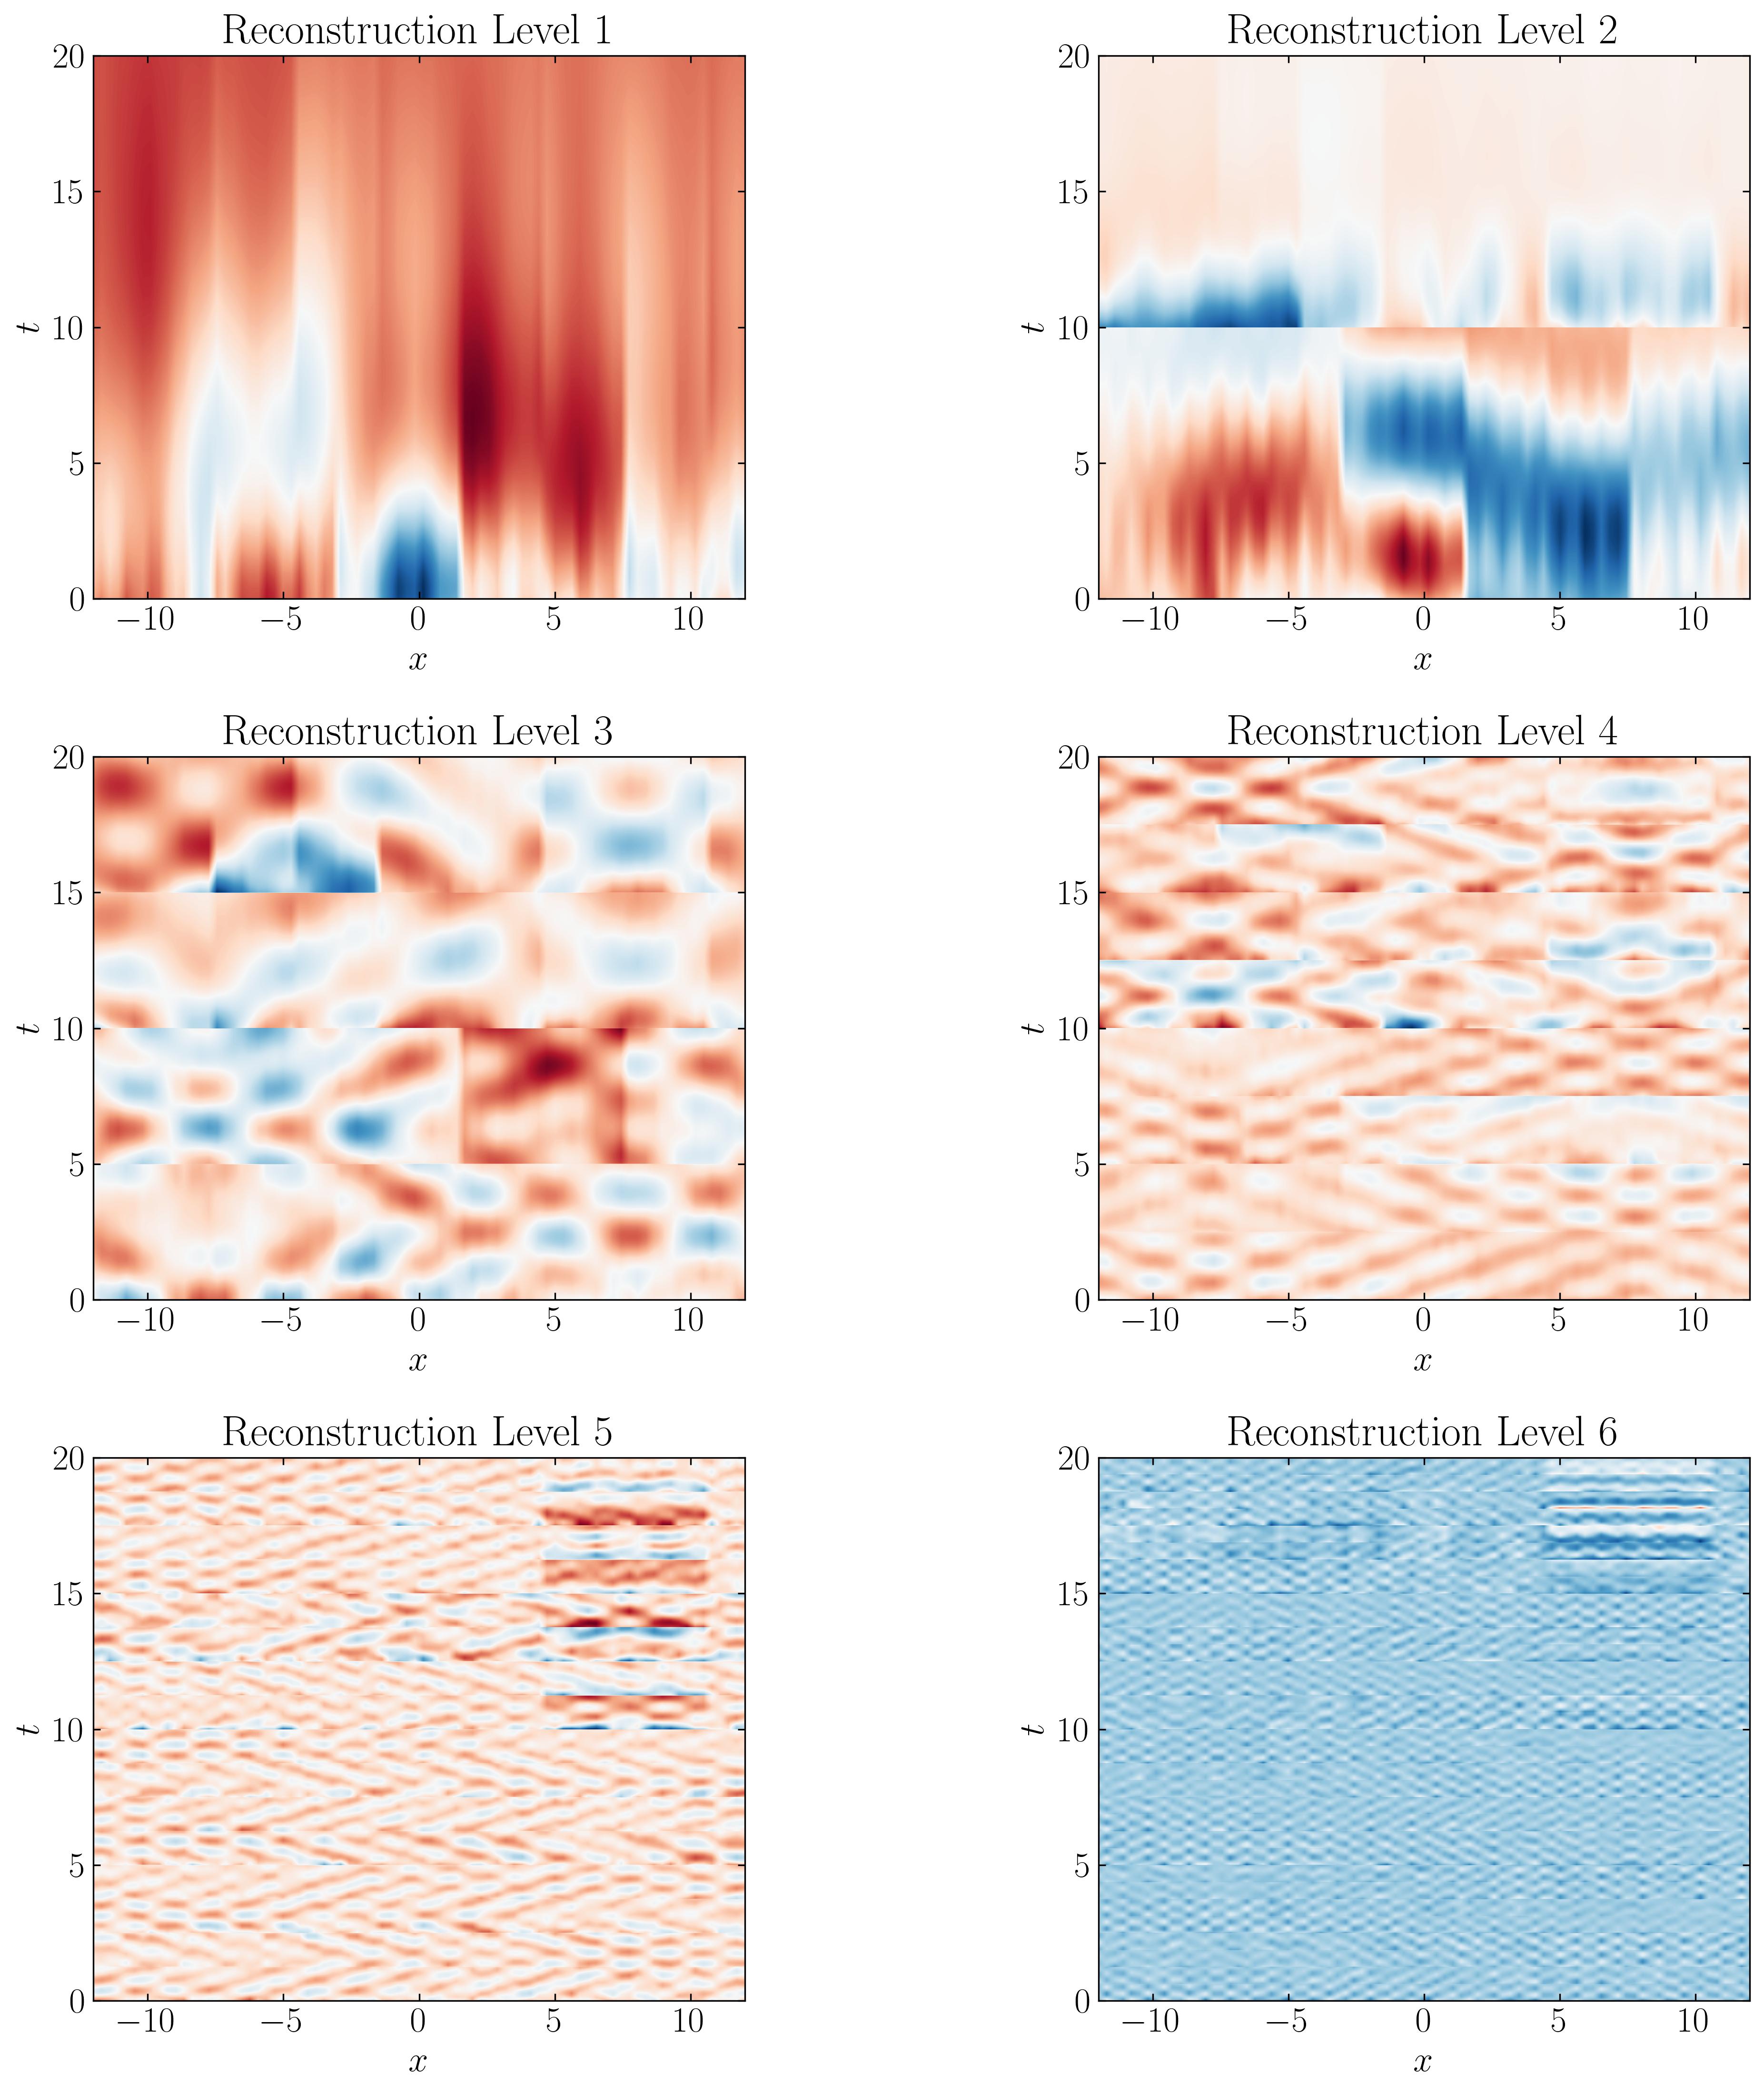 Reconstruction Level 1
20
15
10
5
0
t
−10 −5 0 5 10
x
Reconstruction Level 2
20
15
10
5
0
t
−10 −5 0 5 10
x
Reconstruction Level 3
20
15
10
5
0
t
−10 −5 0 5 10
x
Reconstruction Level 4
20
15
10
5
0
t
−10 −5 0 5 10
x
Reconstruction Level 5
20
15
10
5
0
t
−10 −5 0 5 10
x
Reconstruction Level 6
20
15
10
5
0
t
−10 −5 0 5 10
x